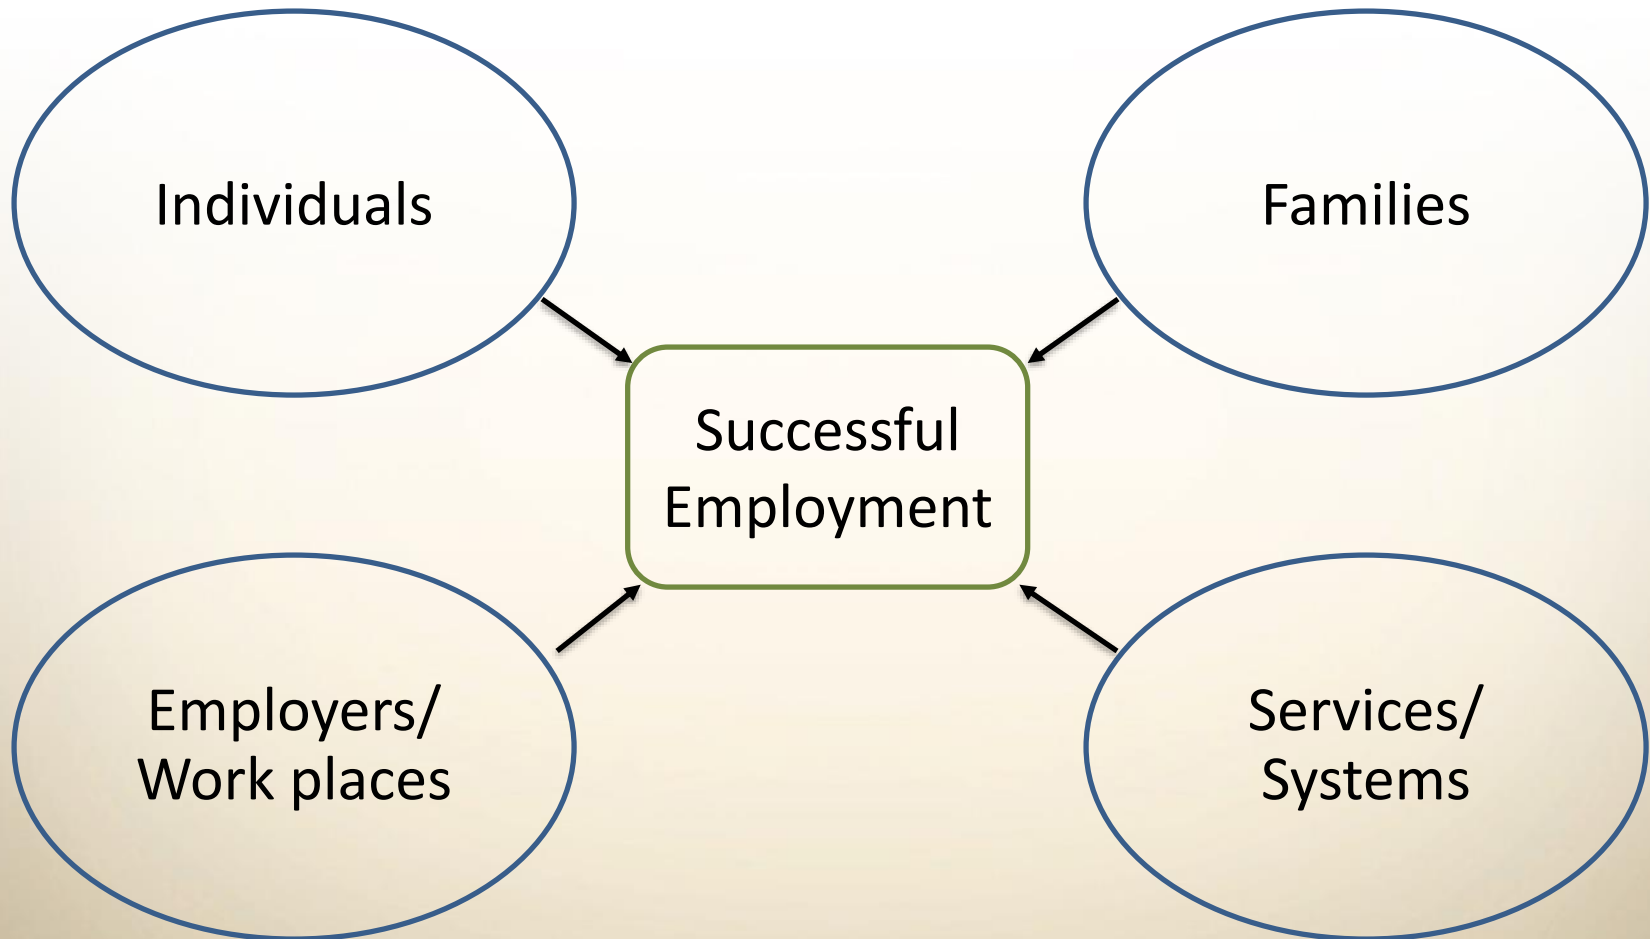 Individuals
Families
Successful
Employment
Employers/
Work places
Services/
Systems